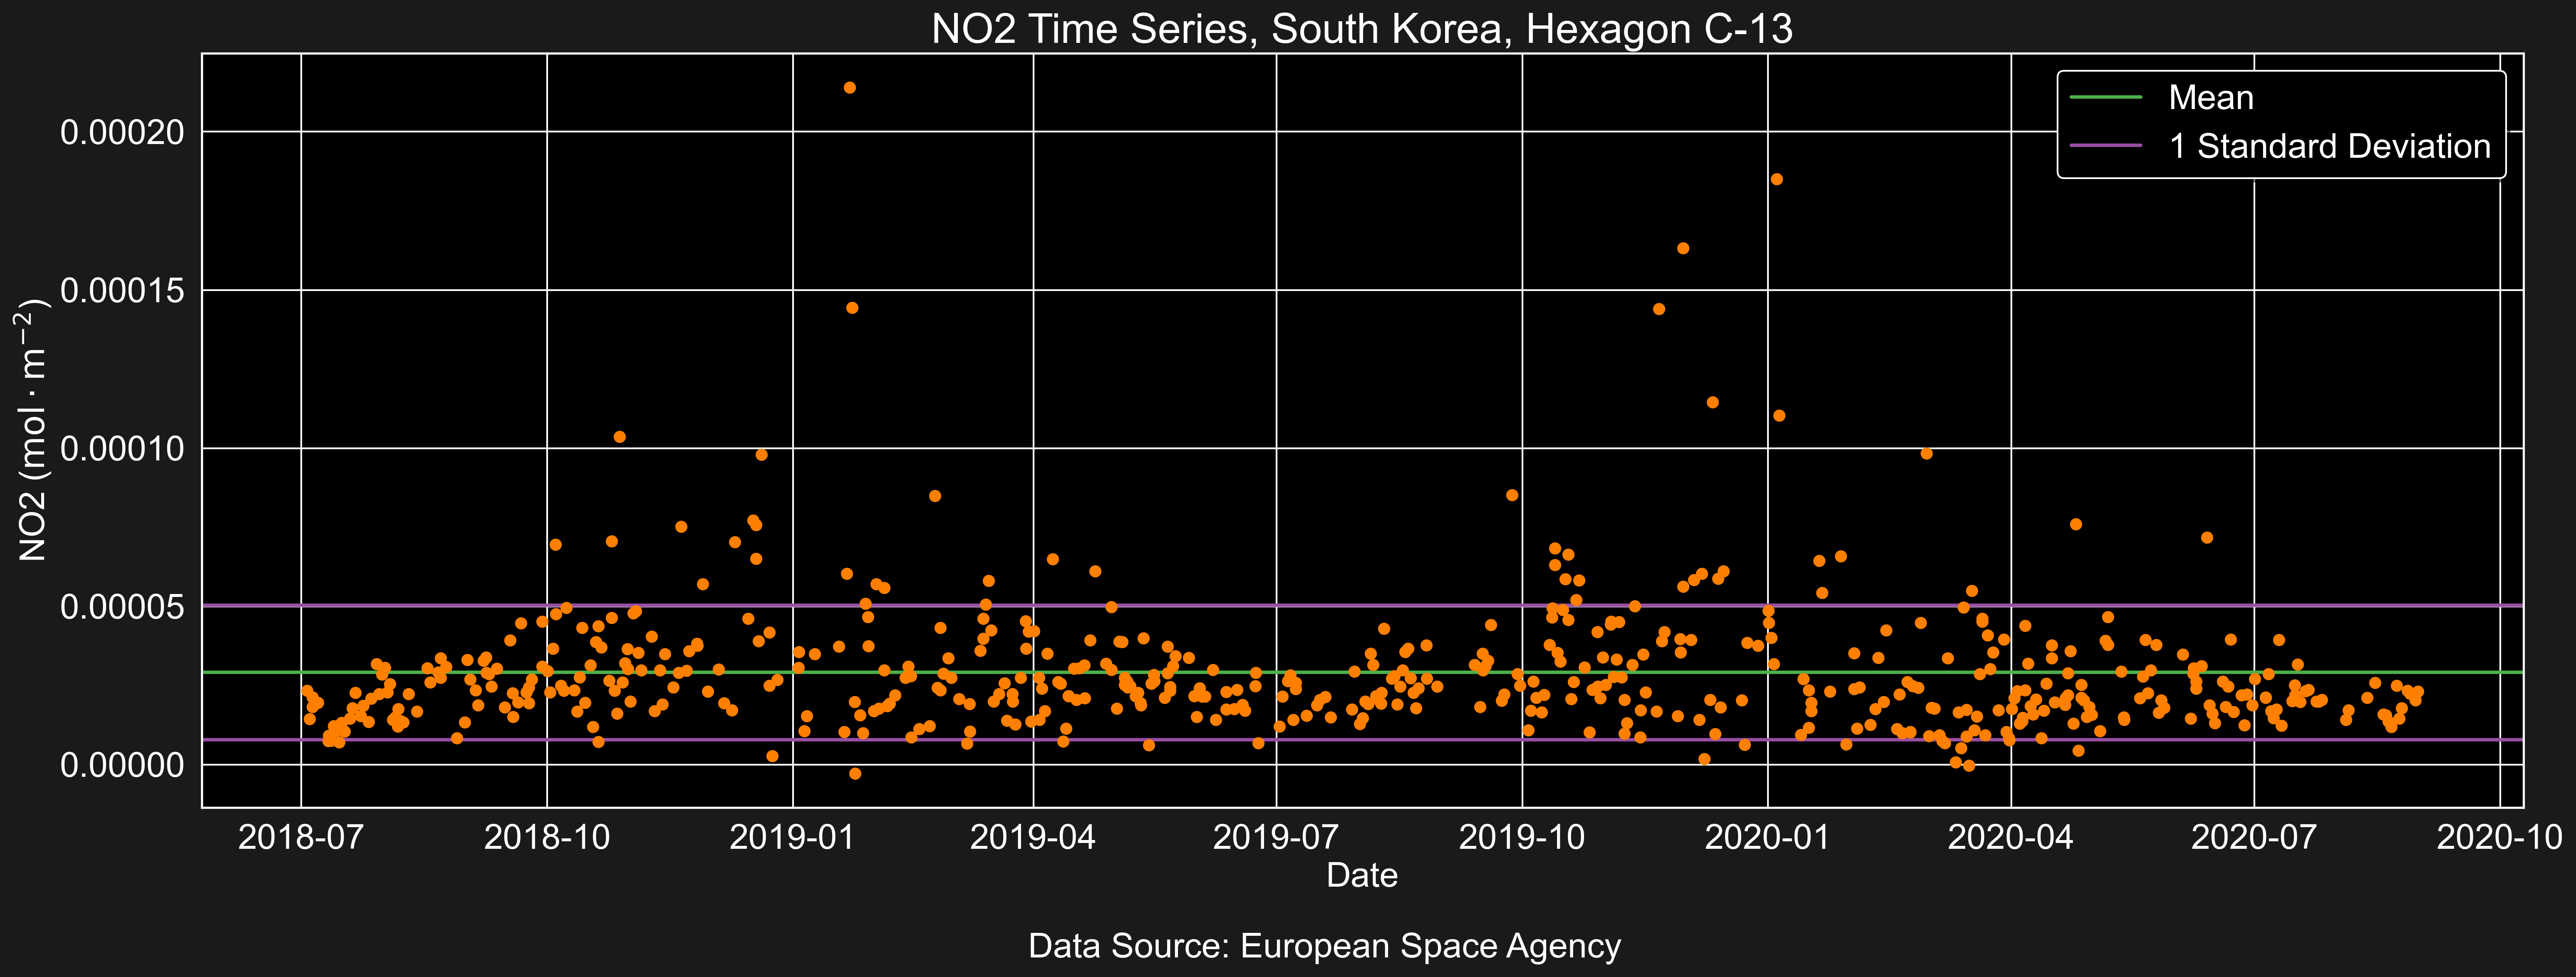 NO2 Time Series, South Korea, Hexagon C-13
Mean
1 Standard Deviation
NO2 (mol · m⁻²)
0.00020
0.00015
0.00010
0.00005
0.00000
2018-07 2018-10 2019-01 2019-04 2019-07 2019-10 2020-01 2020-04 2020-07 2020-10
Date
Data Source: European Space Agency